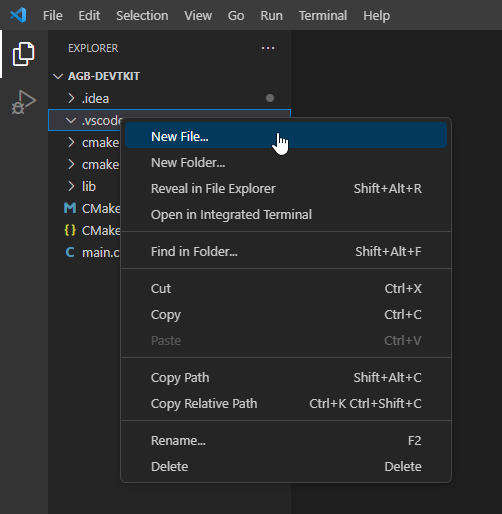 File Edit Selection View Go Run Terminal Help
EXPLORER ...
AGB-DEVTKIT
.idea
.vscode
New File...
cmake
New Folder...
cmake
Reveal in File Explorer Shift+Alt+R
lib
Open in Integrated Terminal
CMake
{} CMake
Find in Folder... Shift+Alt+F
main.c
Cut Ctrl+X
Copy Ctrl+C
Paste Ctrl+V
Copy Path Shift+Alt+C
Copy Relative Path Ctrl+K Ctrl+Shift+C
Rename... F2
Delete Delete